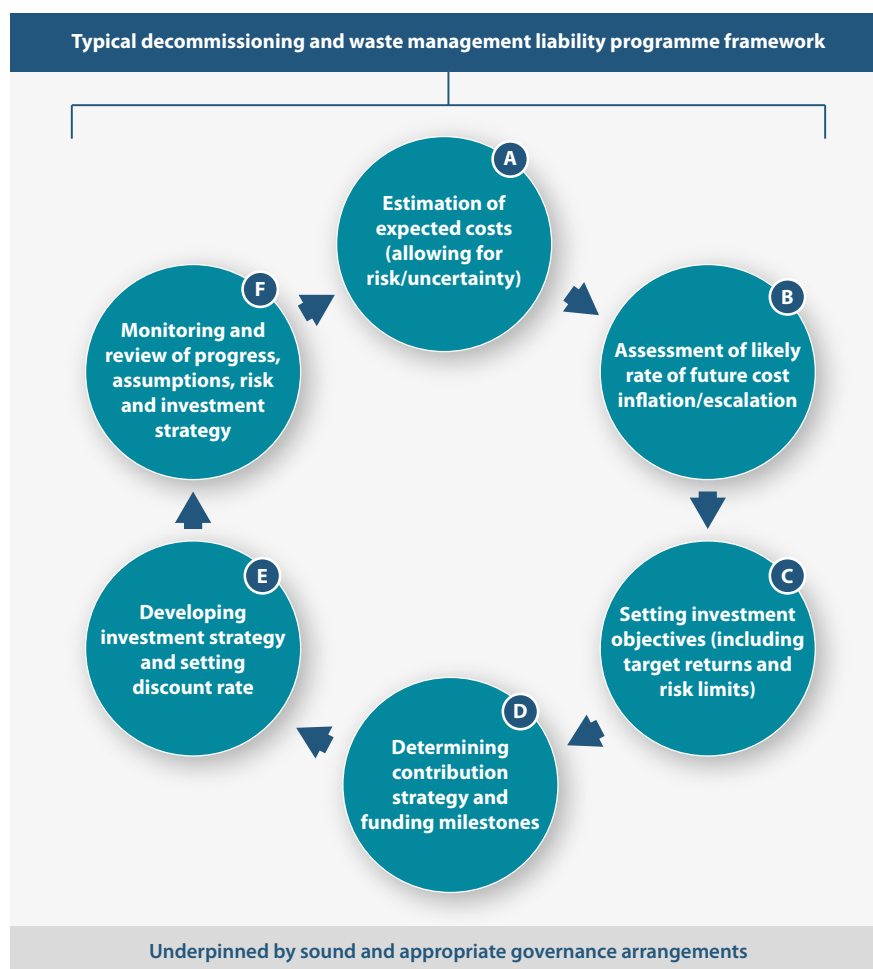 Typical decommissioning and waste management liability programme framework
A
Estimation of
expected costs
(allowing for
risk/uncertainty)
B
Assessment of likely
rate of future cost
inflation/escalation
C
Setting investment
objectives (including
target returns and
risk limits)
D
Determining
contribution
strategy and
funding milestones
E
Developing
investment strategy
and setting
discount rate
F
Monitoring and
review of progress,
assumptions, risk
and investment
strategy
Underpinned by sound and appropriate governance arrangements